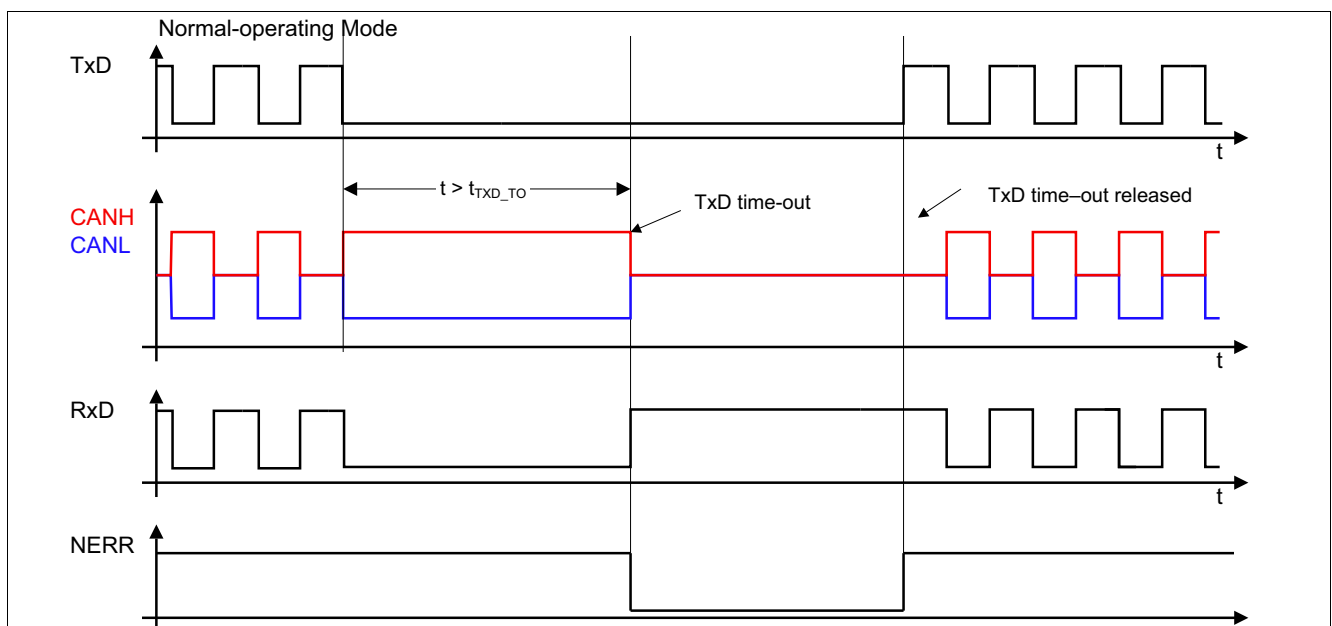 Normal-operating Mode
TxD
t
t > tTXD_TO
TxD time-out
TxD time–out released
CANH
CANL
t
RxD
t
NERR